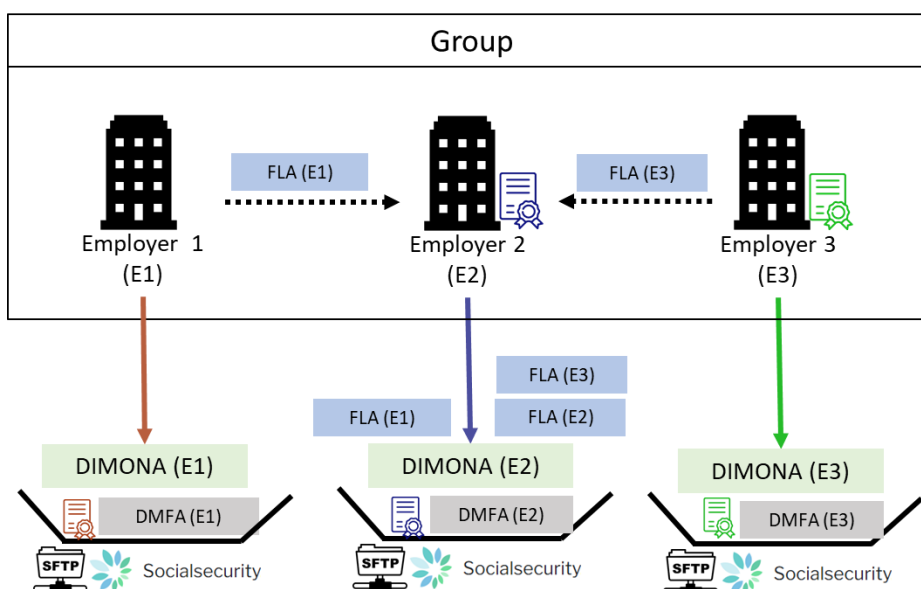 Group
FLA (E1)
FLA (E3)
Employer 1
(E1)
Employer 2
(E2)
Employer 3
(E3)
FLA (E3)
FLA (E1)
FLA (E2)
DIMONA (E1)
DIMONA (E2)
DIMONA (E3)
DMFA (E1)
DMFA (E2)
DMFA (E3)
SFTP
Socialsecurity
SFTP
Socialsecurity
SFTP
Socialsecurity